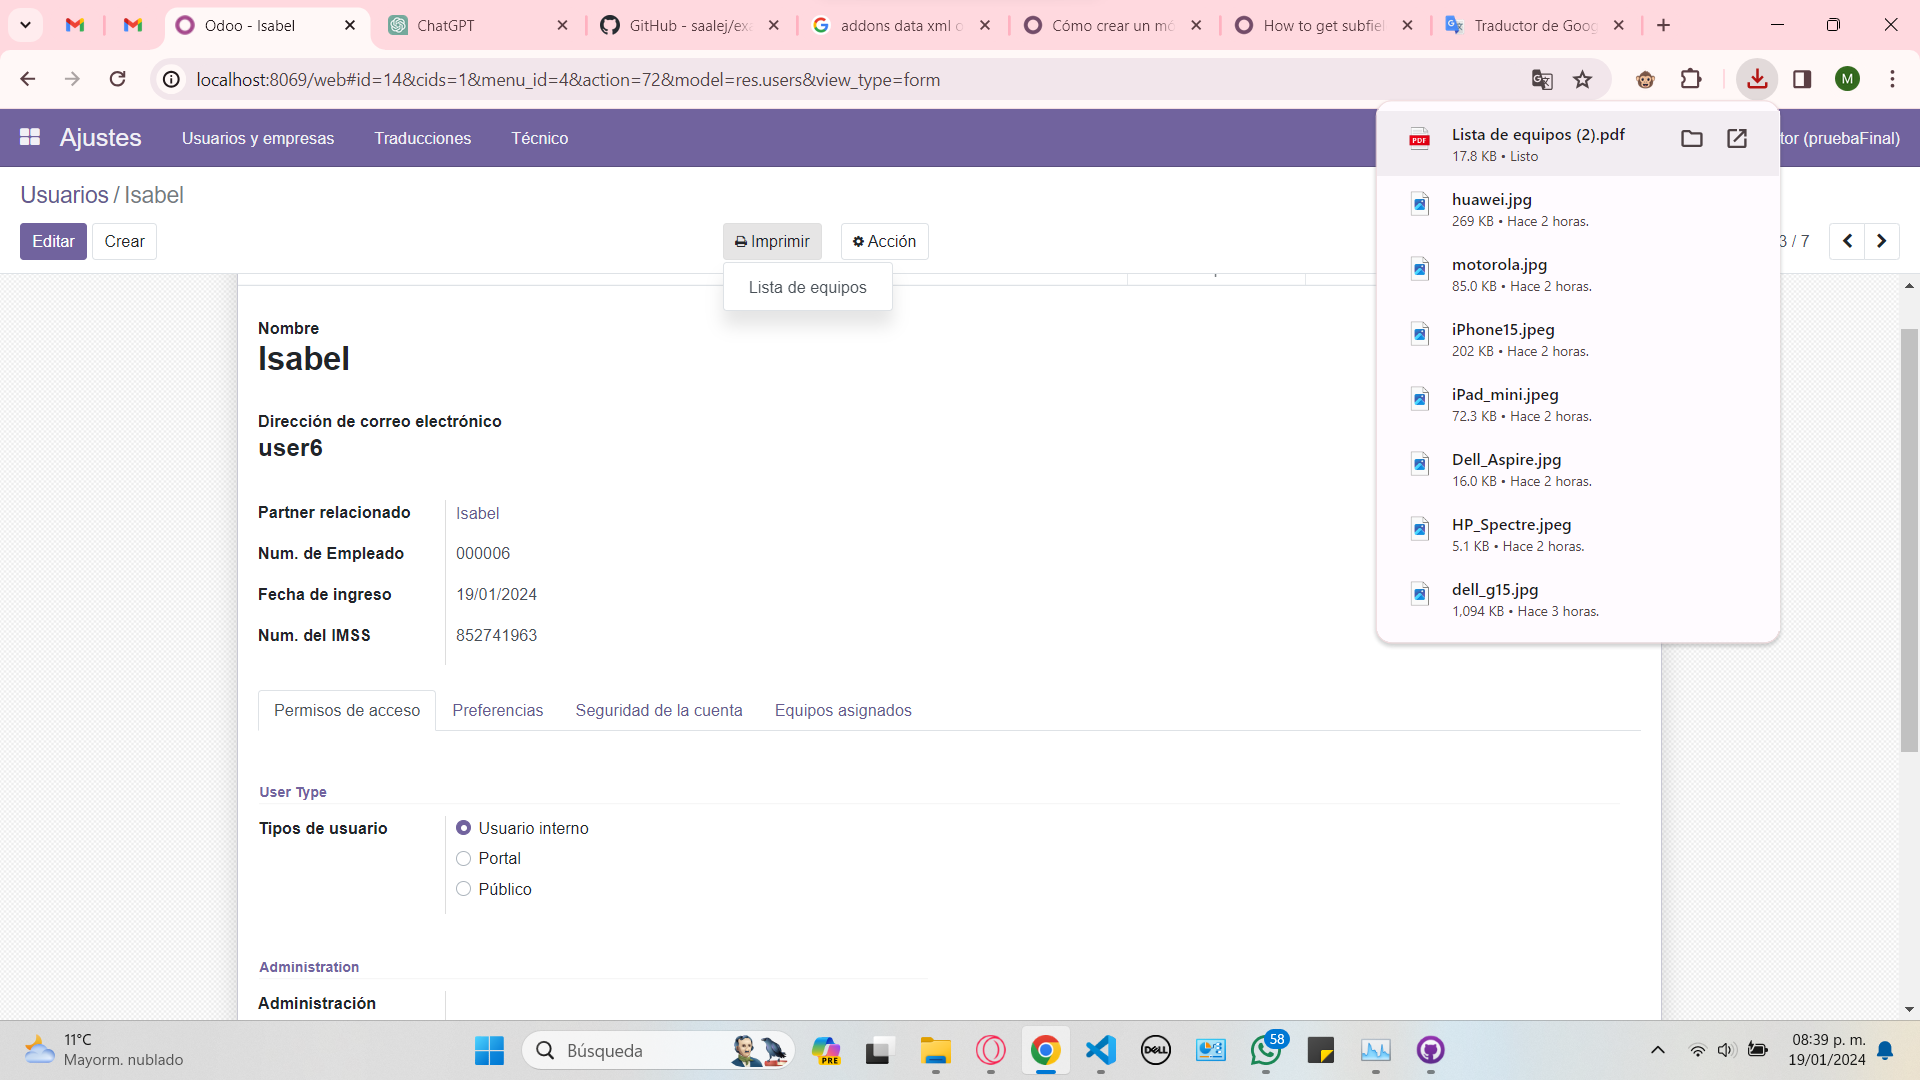 Odoo - Isabel
ChatGPT
GitHub - saalej/exa
addons data xml o
Cómo crear un mó
How to get subfiel
Traductor de Goog
localhost:8069/web#id=14&cids=1&menu_id=4&action=72&model=res.users&view_type=form
M
Ajustes
Usuarios y empresas
Traducciones
Técnico
tor (pruebaFinal)
Usuarios / Isabel
Editar
Crear
Imprimir
Acción
3 / 7
Lista de equipos
PDF
Lista de equipos (2).pdf
17.8 KB • Listo
huawei.jpg
269 KB • Hace 2 horas.
motorola.jpg
85.0 KB • Hace 2 horas.
iPhone15.jpeg
202 KB • Hace 2 horas.
iPad_mini.jpeg
72.3 KB • Hace 2 horas.
Dell_Aspire.jpg
16.0 KB • Hace 2 horas.
HP_Spectre.jpeg
5.1 KB • Hace 2 horas.
dell_g15.jpg
1,094 KB • Hace 3 horas.
Nombre
Isabel
Dirección de correo electrónico
user6
Partner relacionado
Isabel
Num. de Empleado
000006
Fecha de ingreso
19/01/2024
Num. del IMSS
852741963
Permisos de acceso
Preferencias
Seguridad de la cuenta
Equipos asignados
User Type
Tipos de usuario
Usuario interno
Portal
Público
Administration
Administración
11°C
Mayorm. nublado
Búsqueda
PRE
DELL
58
08:39 p. m.
19/01/2024